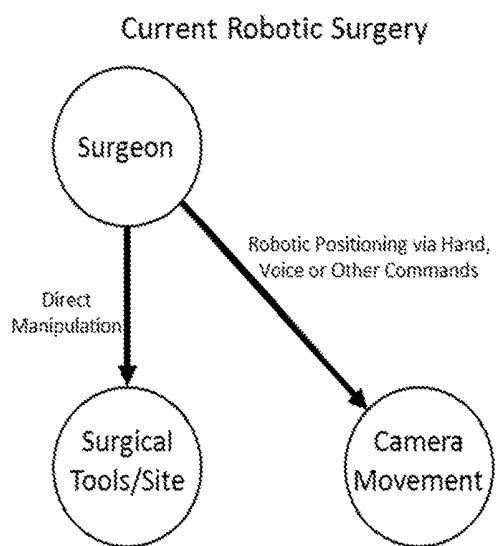 Current Robotic Surgery
Surgeon
Robotic Positioning via Hand,
Voice or Other Commands
Direct
Manipulation
Surgical
Tools/Site
Camera
Movement